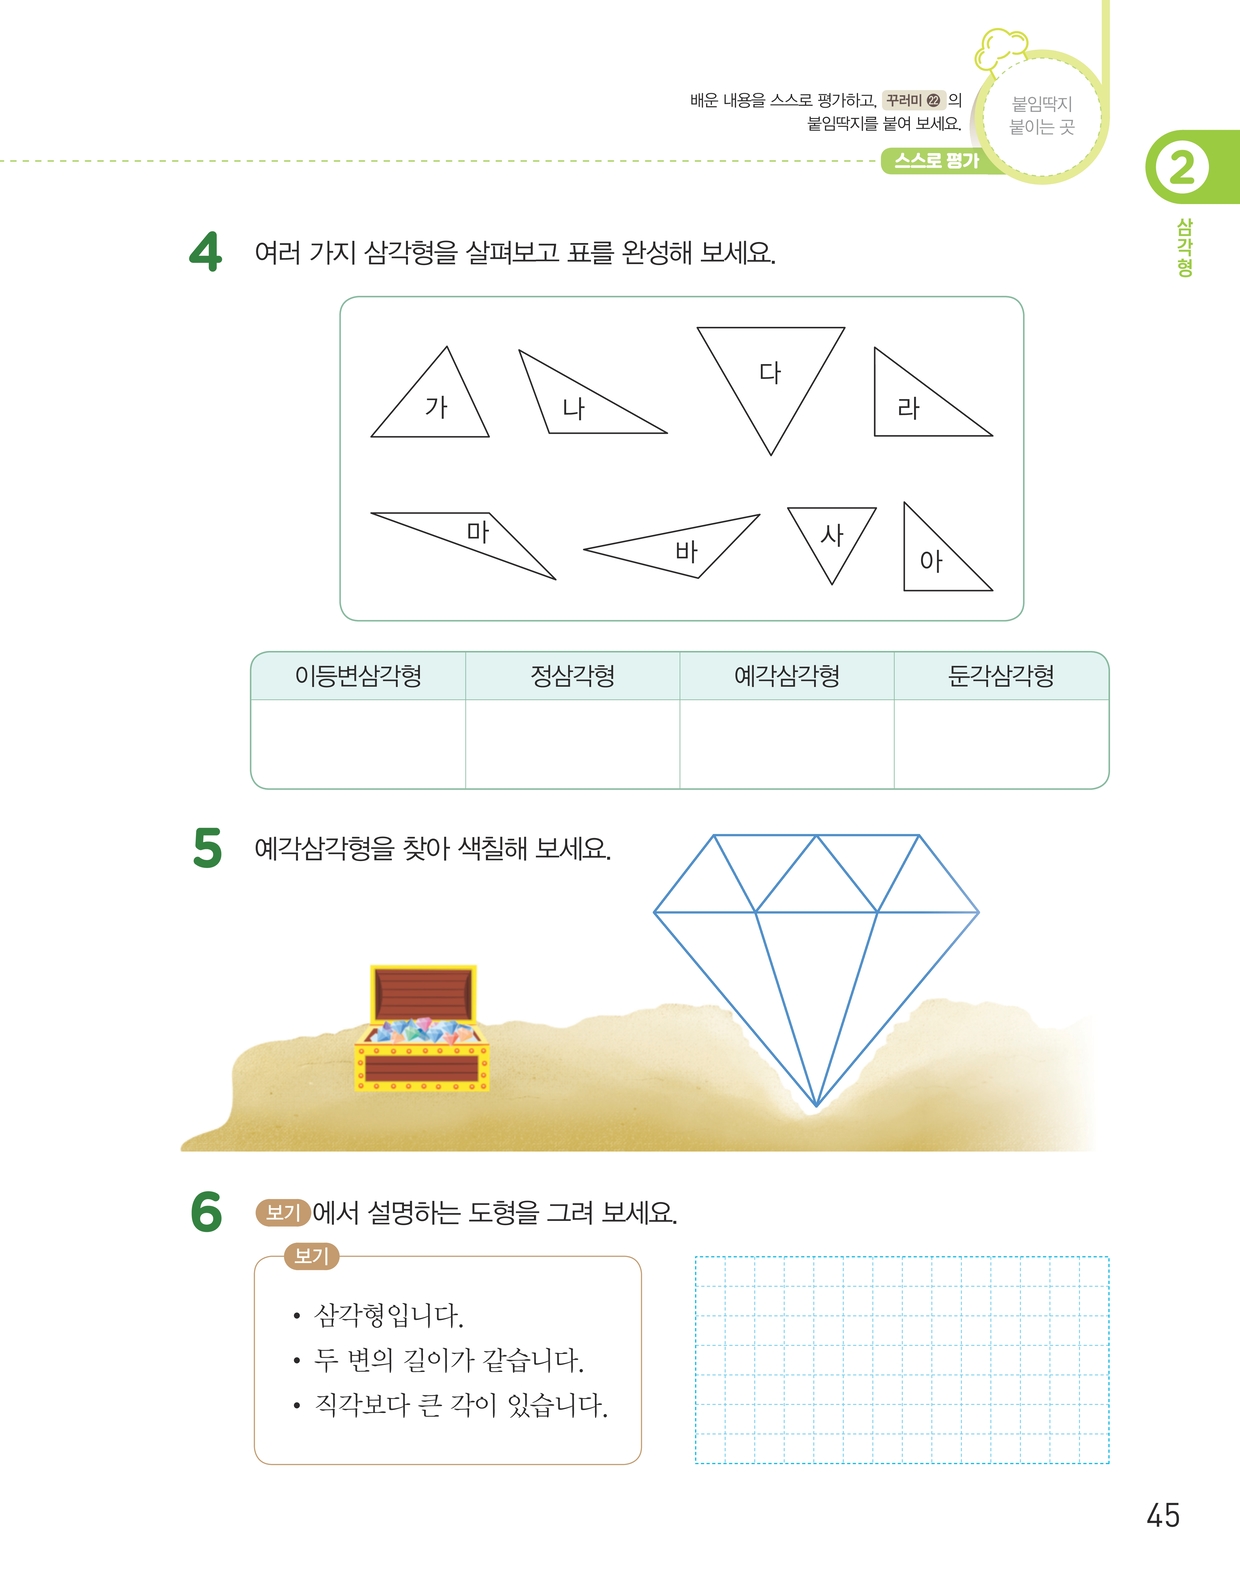 배운 내용을 스스로 평가하고, 꾸러미 22 의
붙임딱지를 붙여 보세요.
붙임딱지
붙이는 곳
스스로 평가
2
삼각형
4 여러 가지 삼각형을 살펴보고 표를 완성해 보세요.
가 나 다 라
마 바 사 아
이등변삼각형 정삼각형 예각삼각형 둔각삼각형
5 예각삼각형을 찾아 색칠해 보세요.
6 보기에서 설명하는 도형을 그려 보세요.
보기
• 삼각형입니다.
• 두 변의 길이가 같습니다.
• 직각보다 큰 각이 있습니다.
45